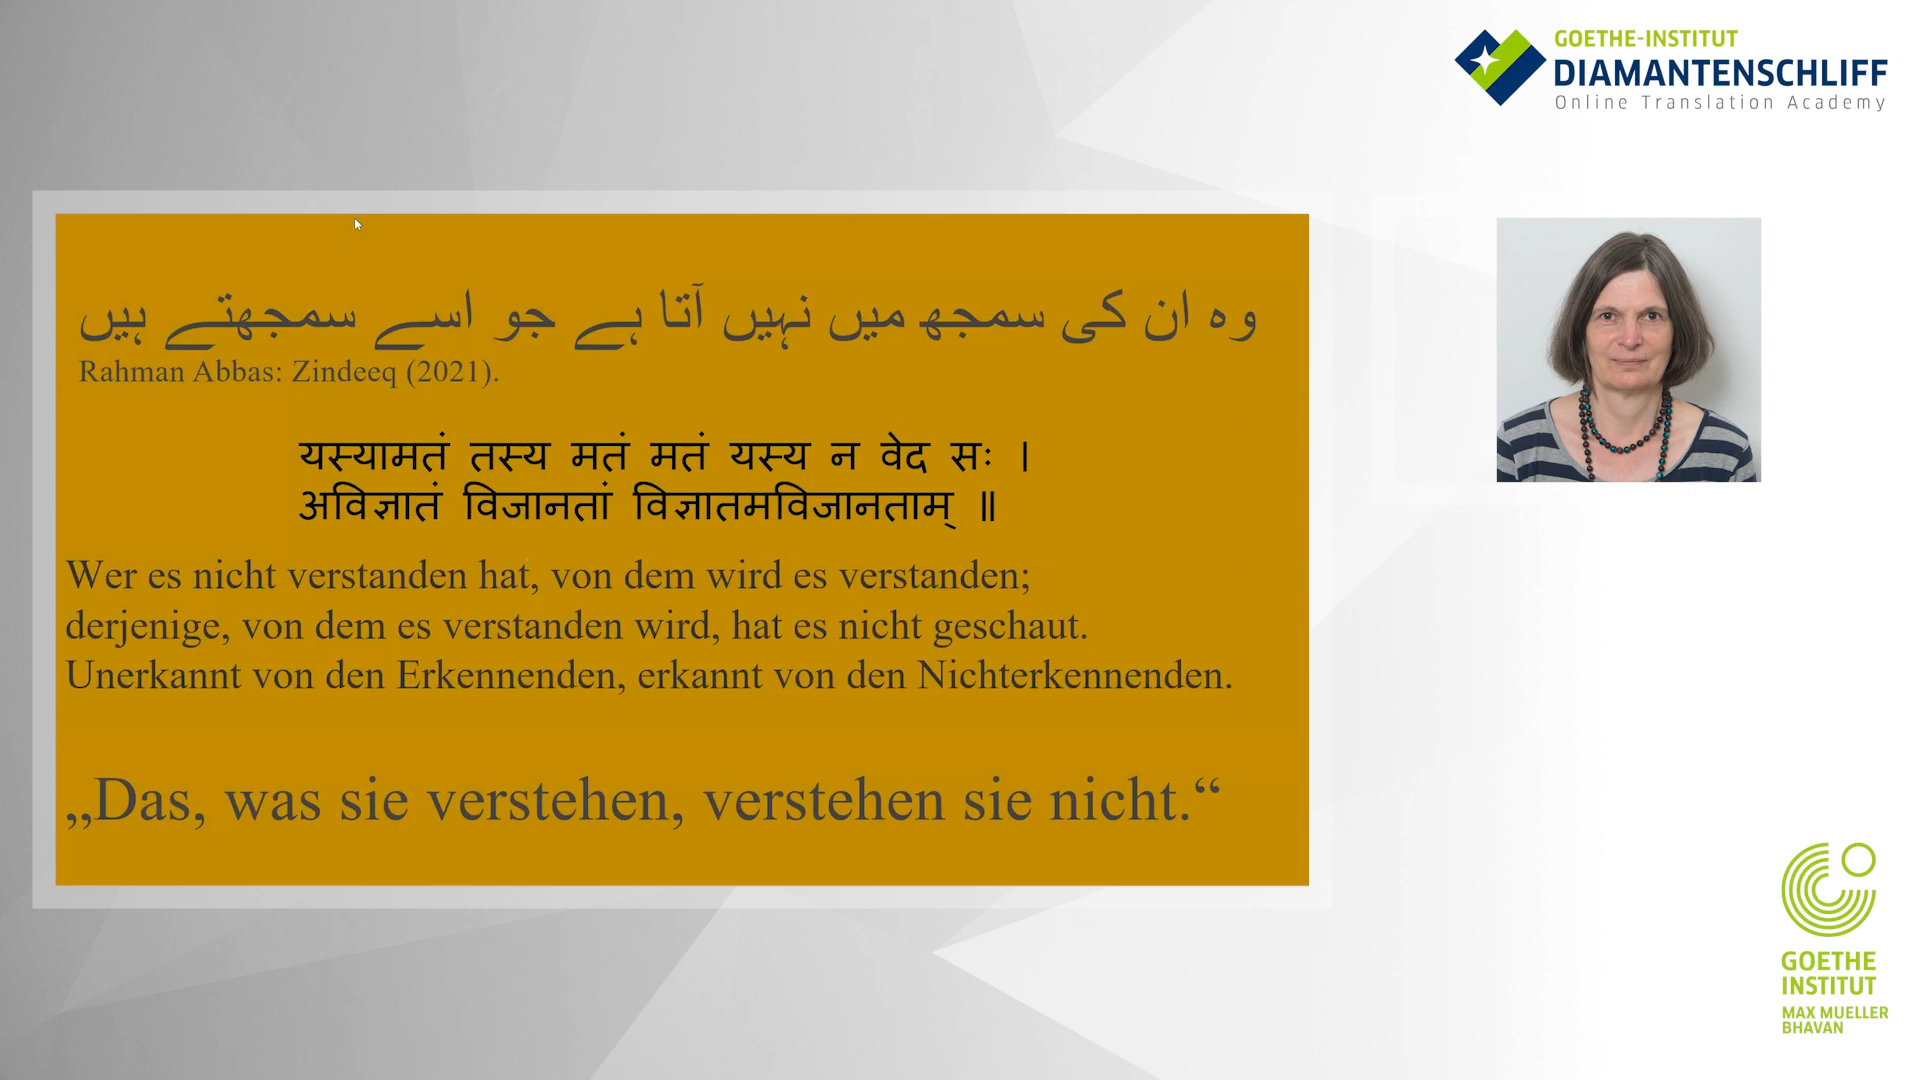 GOETHE-INSTITUT
DIAMANTENSCHLIFF
Online Translation Academy
وہ ان کی سمجھ میں نہیں آتا ہے جو اسے سمجھتے ہیں
Rahman Abbas: Zindeeq (2021).
यस्यामतं तस्य मतं मतं यस्य न वेद सः ।
अविज्ञातं विजानतां विज्ञातमविजानताम् ॥
Wer es nicht verstanden hat, von dem wird es verstanden;
derjenige, von dem es verstanden wird, hat es nicht geschaut.
Unerkannt von den Erkennenden, erkannt von den Nichterkennenden.
„Das, was sie verstehen, verstehen sie nicht.“
GOETHE
INSTITUT
MAX MUELLER
BHAVAN